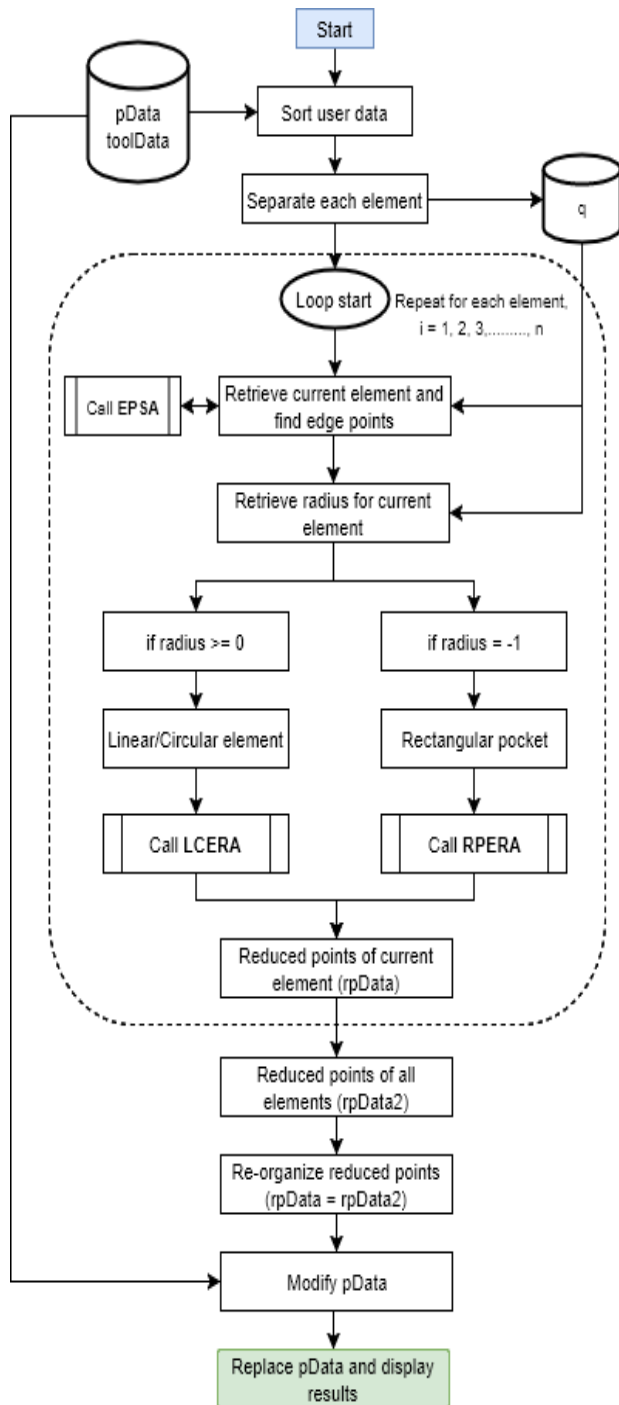 Start
pData
toolData
Sort user data
Separate each element
q
Loop start
Repeat for each element,
i = 1, 2, 3,........., n
Call EPSA
Retrieve current element and
find edge points
Retrieve radius for current
element
if radius >= 0
if radius = -1
Linear/Circular element
Rectangular pocket
Call LCERA
Call RPERA
Reduced points of current
element (rpData)
Reduced points of all
elements (rpData2)
Re-organize reduced points
(rpData = rpData2)
Modify pData
Replace pData and display
results